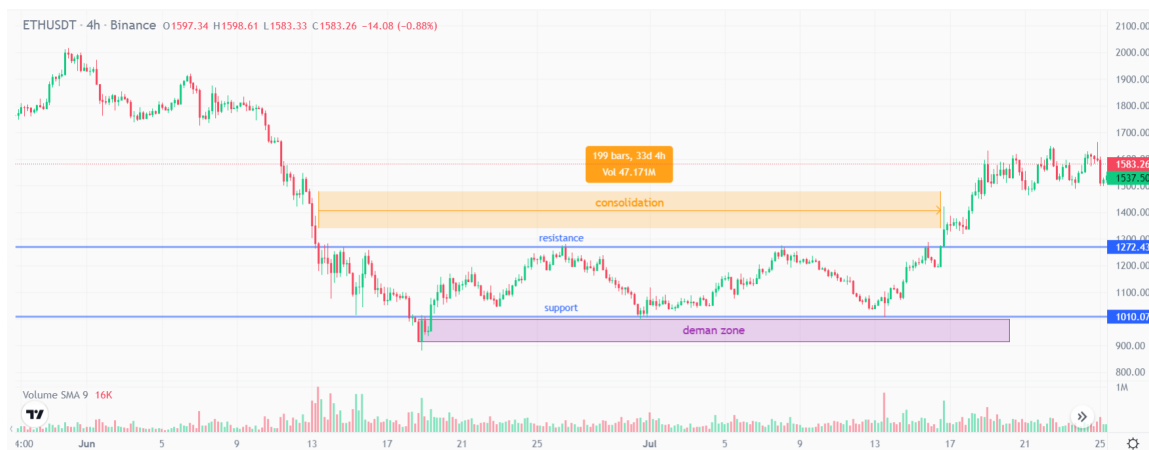 ETHUSDT · 4h · Binance O1597.34 H1598.61 L1583.33 C1583.26 −14.08 (−0.88%)
2100.00
2000.00
1900.00
1800.00
1700.00
1583.26
1537.50
1400.00
1300.00
1272.43
1200.00
1100.00
1010.07
900.00
800.00
199 bars, 33d 4h
Vol 47.171M
consolidation
resistance
support
deman zone
Volume SMA 9 16K
1M
4:00 Jun 5 9 13 17 21 25 Jul 5 9 13 17 21 25